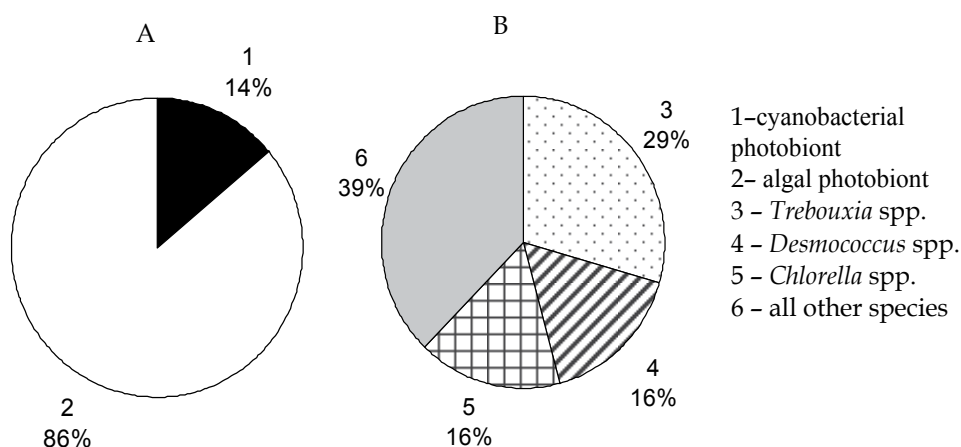 A
1
14%
2
86%
B
3
29%
6
39%
4
16%
5
16%
1–cyanobacterial
photobiont
2– algal photobiont
3 – Trebouxia spp.
4 – Desmococcus spp.
5 – Chlorella spp.
6 – all other species